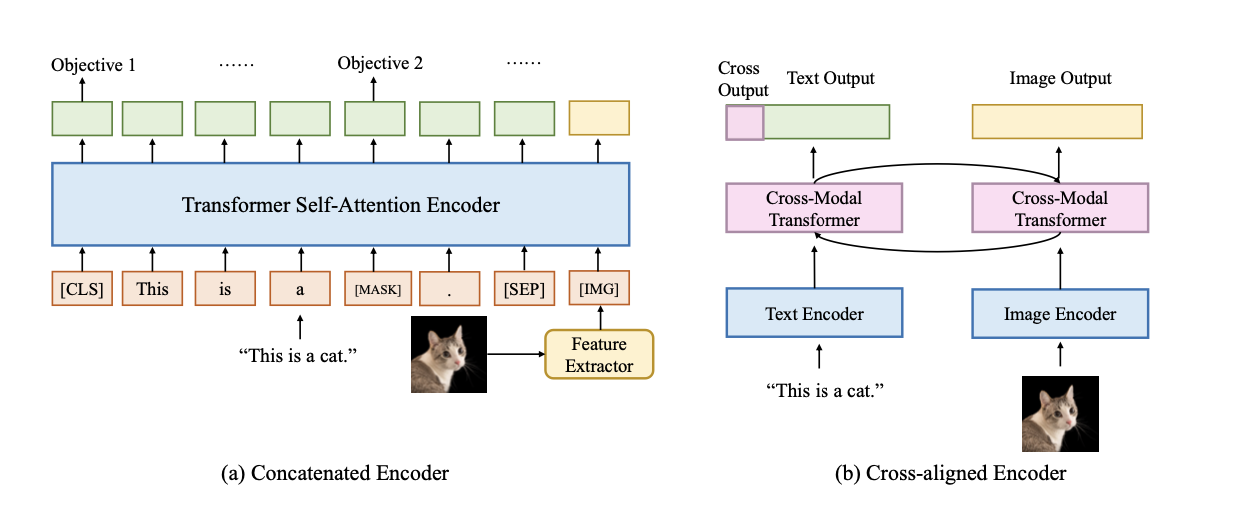 Objective 1
……
Objective 2
……
Transformer Self-Attention Encoder
[CLS]
This
is
a
[MASK]
.
[SEP]
[IMG]
“This is a cat.”
Feature
Extractor
(a) Concatenated Encoder
Cross
Output
Text Output
Image Output
Cross-Modal
Transformer
Cross-Modal
Transformer
Text Encoder
Image Encoder
“This is a cat.”
(b) Cross-aligned Encoder